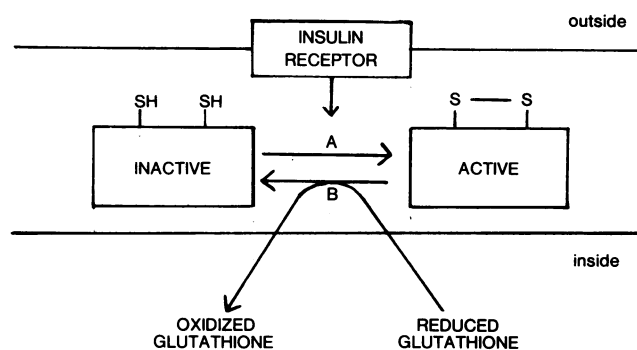 outside
INSULIN
RECEPTOR
SH SH
S S
A
INACTIVE
ACTIVE
B
inside
OXIDIZED
GLUTATHIONE
REDUCED
GLUTATHIONE